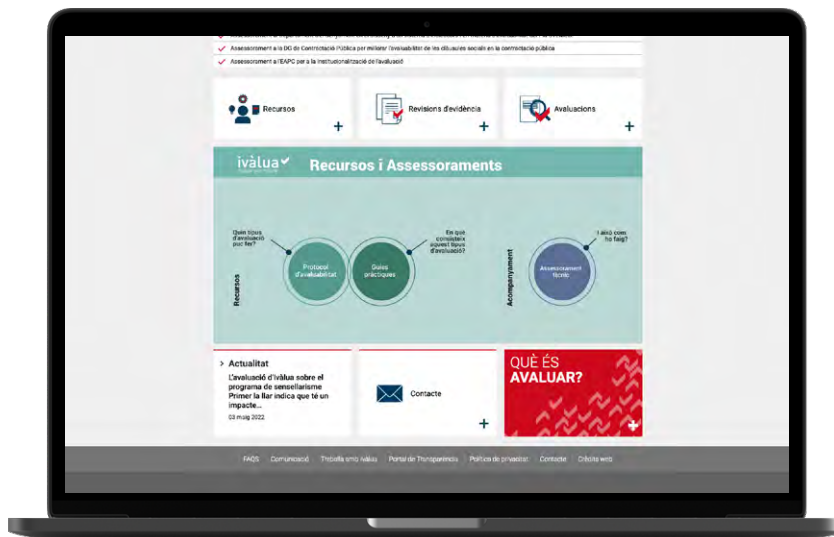 Assessorament a la DG de Contractació Pública per millorar l'avaluabilitat de les clàusules socials en la contractació pública
Assessorament a l'EAPC per a la institucionalització de l'avaluació
Recursos
+
Revisions d'evidència
+
Avaluacions
+
ivàlua
Recursos i Assessoraments
Quin tipus
d'avaluació
puc fer?
En què
consisteix
aquest tipus
d'avaluació?
I això com
ho faig?
Protocol
d'avaluabilitat
Guies
pràctiques
Assessorament
tècnic
Recursos
Acompanyament
> Actualitat
L'avaluació d'Ivàlua sobre el
programa de sensellarisme
Primer la llar indica que té un
impacte...
03 maig 2022
Contacte
+
QUÈ ÉS
AVALUAR?
+
FAQS Comunicació Treballa amb Ivàlua Portal de Transparència Política de privacitat Contacte Crèdits web